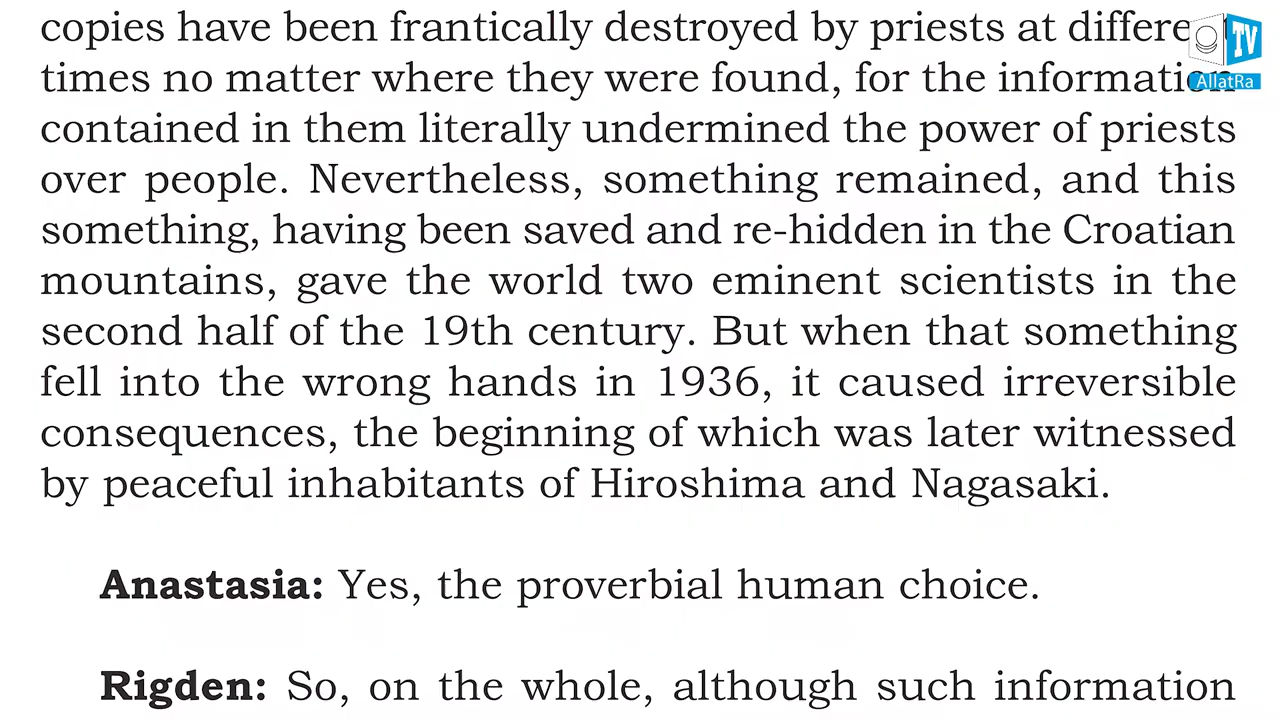 copies have been frantically destroyed by priests at different
times no matter where they were found, for the information
contained in them literally undermined the power of priests
over people. Nevertheless, something remained, and this
something, having been saved and re-hidden in the Croatian
mountains, gave the world two eminent scientists in the
second half of the 19th century. But when that something
fell into the wrong hands in 1936, it caused irreversible
consequences, the beginning of which was later witnessed
by peaceful inhabitants of Hiroshima and Nagasaki.
Anastasia: Yes, the proverbial human choice.
Rigden: So, on the whole, although such information
TV
AllatRa